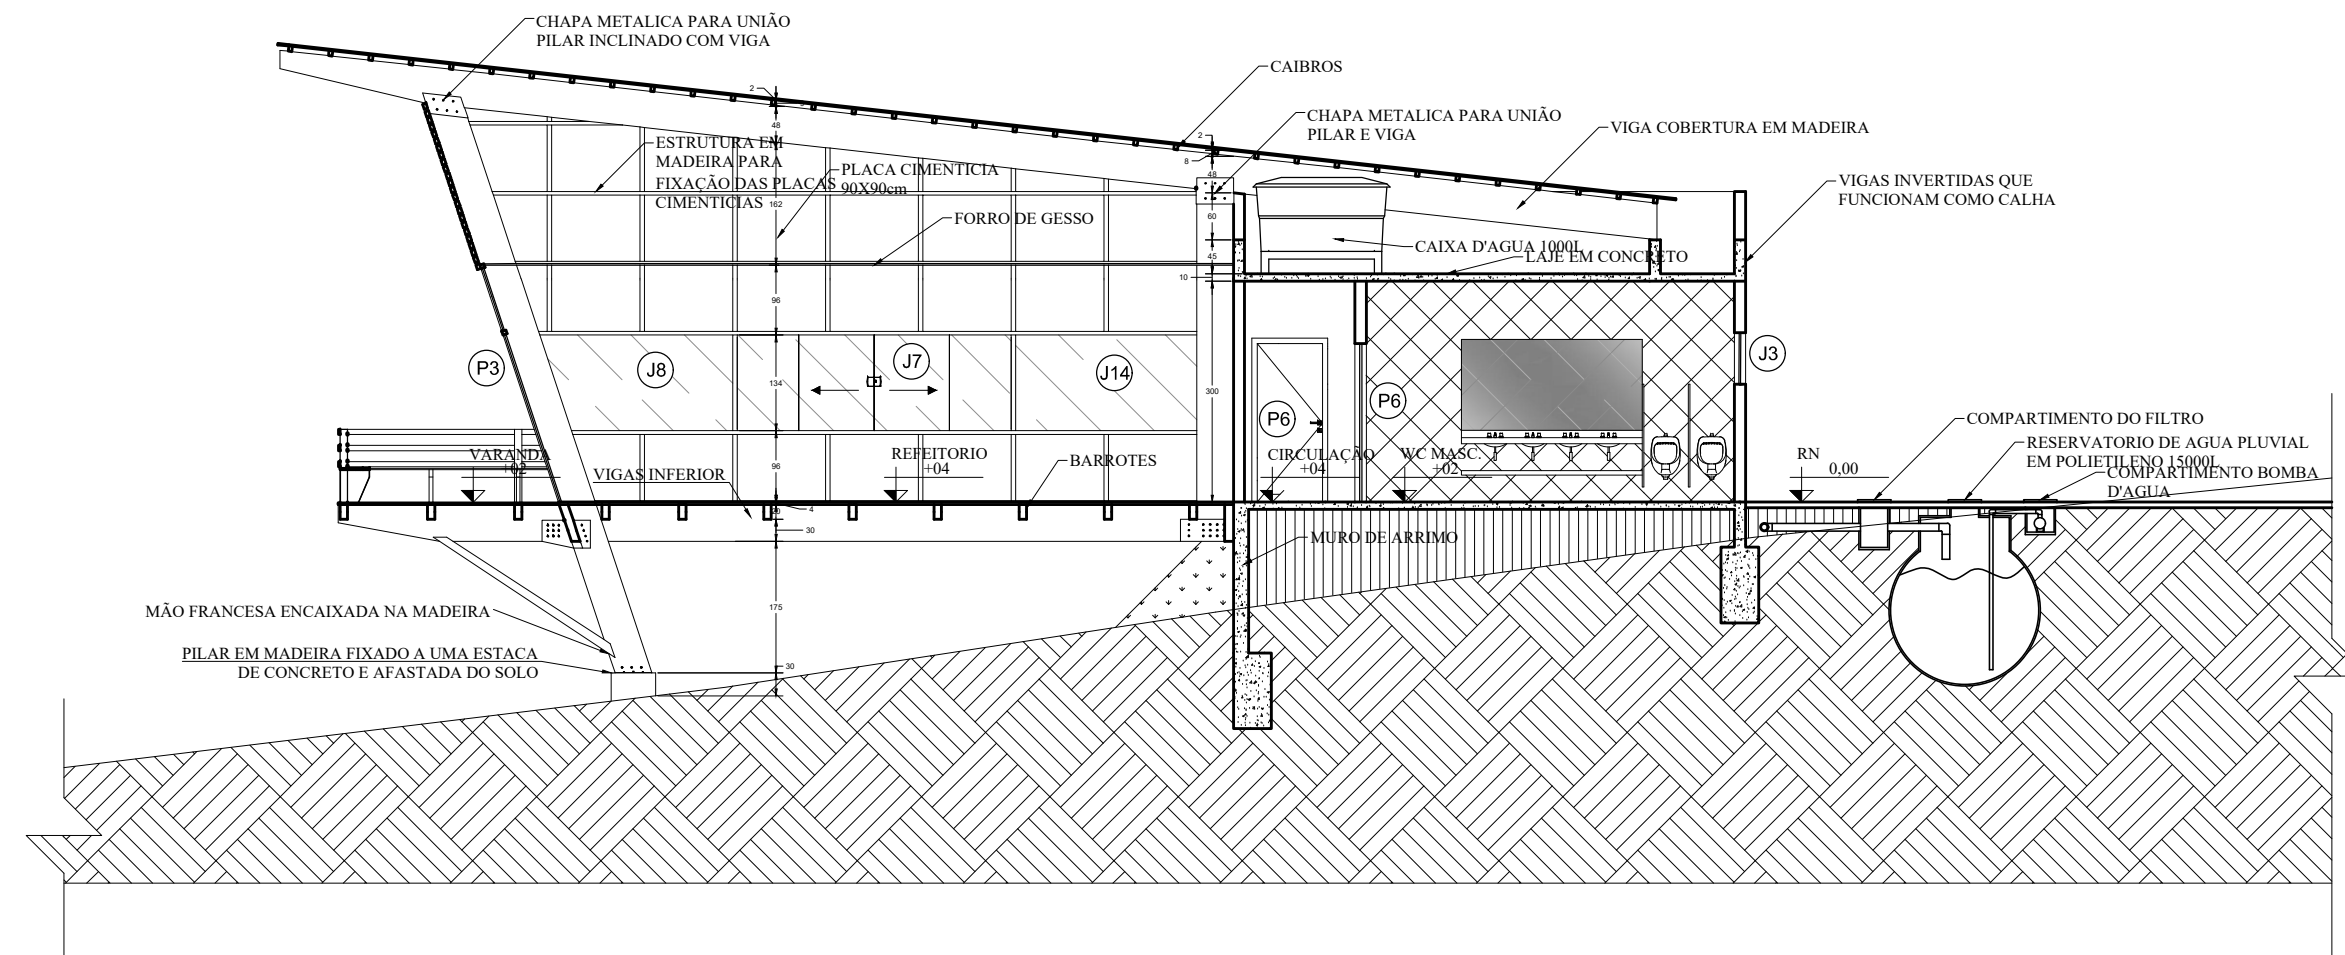 CHAPA METALICA PARA UNIÃO
PILAR INCLINADO COM VIGA
CAIBROS
CHAPA METALICA PARA UNIÃO
PILAR E VIGA
VIGA COBERTURA EM MADEIRA
ESTRUTURA EM
MADEIRA PARA
FIXAÇÃO DAS PLACAS
CIMENTICIAS
PLACA CIMENTICIA
90X90cm
VIGAS INVERTIDAS QUE
FUNCIONAM COMO CALHA
FORRO DE GESSO
CAIXA D'AGUA 1000L
LAJE EM CONCRETO
2
48
162
96
134
96
4
30
175
30
2
8
48
60
45
10
300
P3
J8
J7
J14
P6
P6
J3
VARANDA
+02
VIGAS INFERIOR
REFEITORIO
+04
BARROTES
CIRCULAÇÃO
+04
WC MASC.
+02
RN
0,00
COMPARTIMENTO DO FILTRO
RESERVATORIO DE AGUA PLUVIAL
EM POLIETILENO 15000L
COMPARTIMENTO BOMBA
D'AGUA
MURO DE ARRIMO
MÃO FRANCESA ENCAIXADA NA MADEIRA
PILAR EM MADEIRA FIXADO A UMA ESTACA
DE CONCRETO E AFASTADA DO SOLO